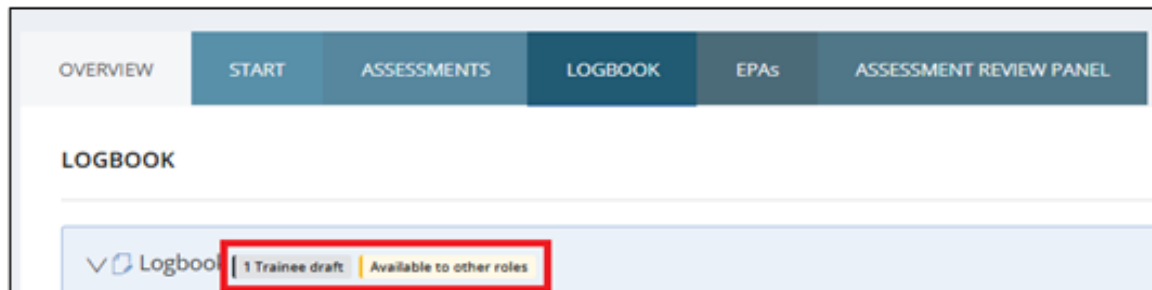 OVERVIEW START ASSESSMENTS LOGBOOK EPAs ASSESSMENT REVIEW PANEL
LOGBOOK
Logbook 1 Trainee draft Available to other roles